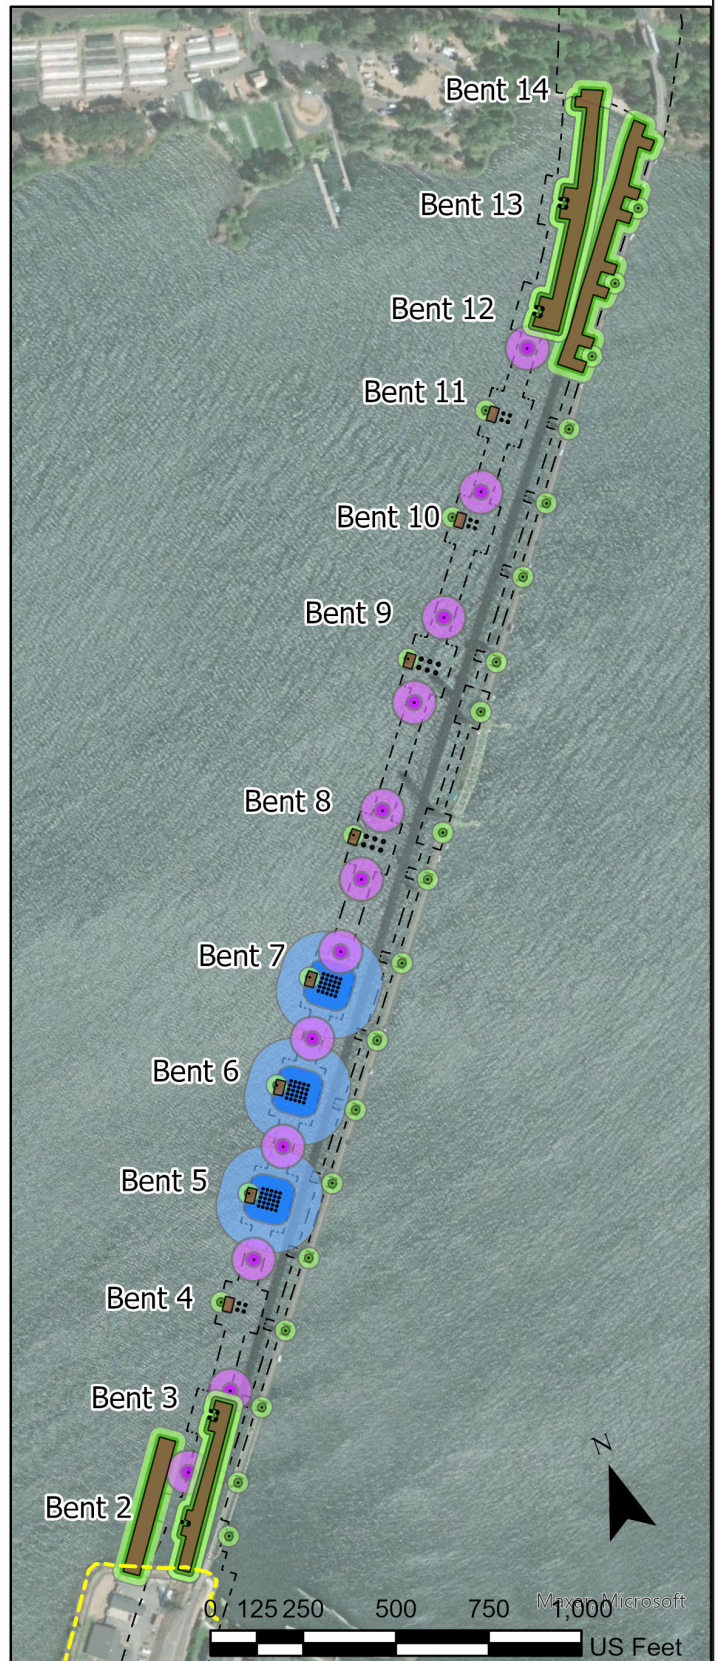 Bent 14
Bent 13
Bent 12
Bent 11
Bent 10
Bent 9
Bent 8
Bent 7
Bent 6
Bent 5
Bent 4
Bent 3
N
Bent 2
Maxar, Microsoft
0 125 250 500 750 1,000
US Feet